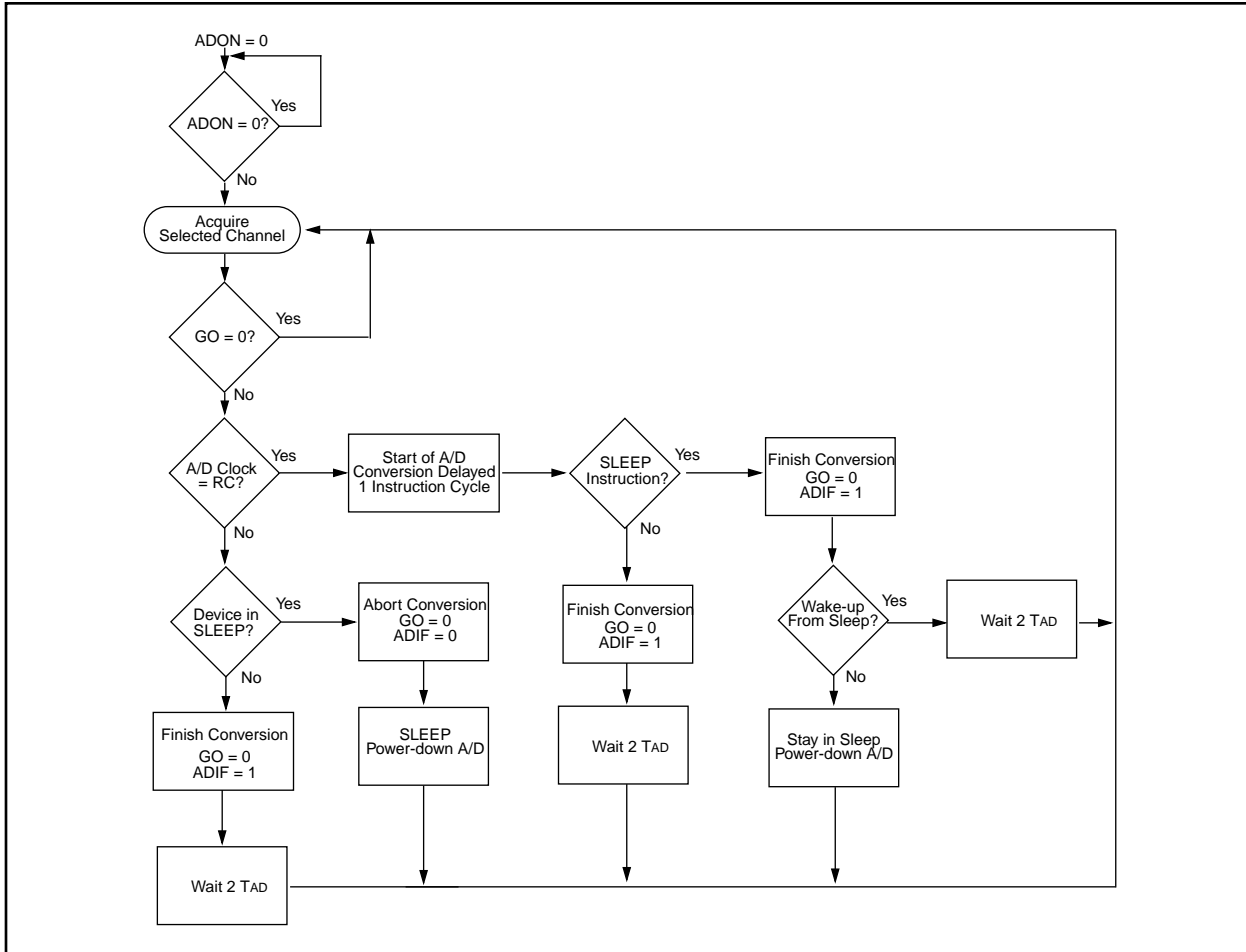 ADON = 0
ADON = 0?
Yes
No
Acquire
Selected Channel
GO = 0?
Yes
No
A/D Clock
= RC?
Yes
No
Start of A/D
Conversion Delayed
1 Instruction Cycle
SLEEP
Instruction?
Yes
No
Finish Conversion
GO = 0
ADIF = 1
Device in
SLEEP?
Yes
No
Abort Conversion
GO = 0
ADIF = 0
Finish Conversion
GO = 0
ADIF = 1
Wake-up
From Sleep?
Yes
No
Wait 2 TAD
Finish Conversion
GO = 0
ADIF = 1
SLEEP
Power-down A/D
Wait 2 TAD
Stay in Sleep
Power-down A/D
Wait 2 TAD